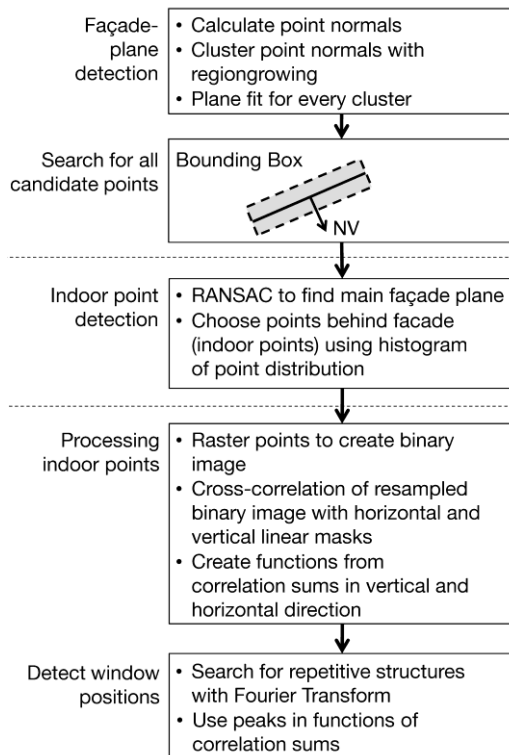 Façade-
plane
detection
• Calculate point normals
• Cluster point normals with
regiongrowing
• Plane fit for every cluster
Search for all
candidate points
Bounding Box
NV
Indoor point
detection
• RANSAC to find main façade plane
• Choose points behind facade
(indoor points) using histogram
of point distribution
Processing
indoor points
• Raster points to create binary
image
• Cross-correlation of resampled
binary image with horizontal and
vertical linear masks
• Create functions from
correlation sums in vertical and
horizontal direction
Detect window
positions
• Search for repetitive structures
with Fourier Transform
• Use peaks in functions of
correlation sums